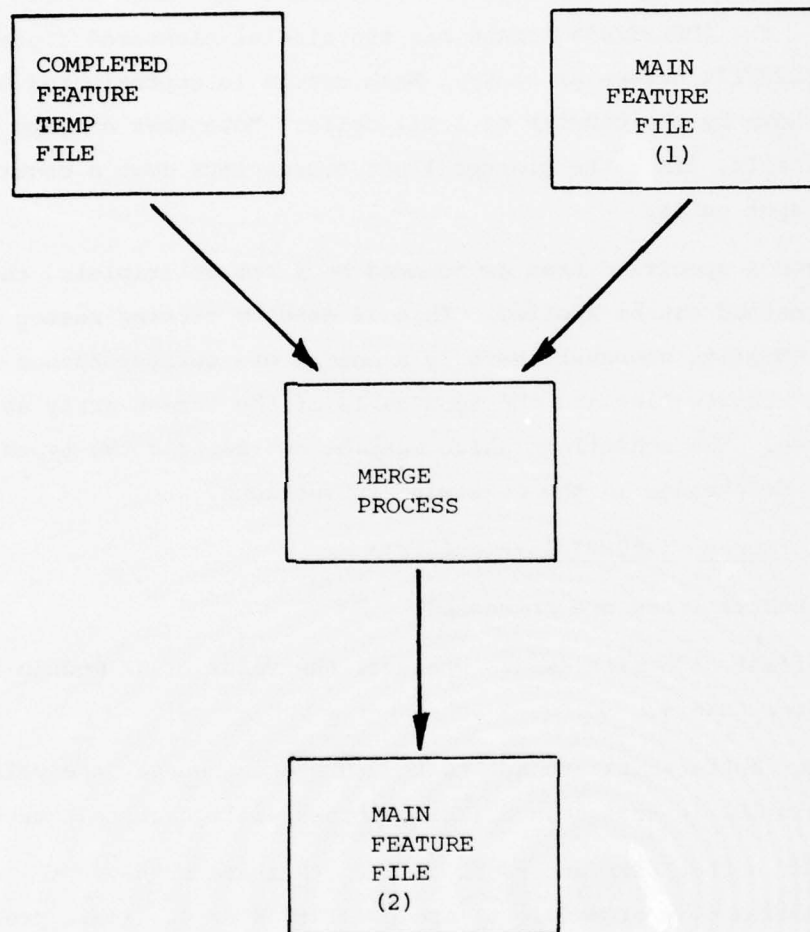 COMPLETED
FEATURE
TEMP
FILE
MAIN
FEATURE
FILE
(1)
MERGE
PROCESS
MAIN
FEATURE
FILE
(2)